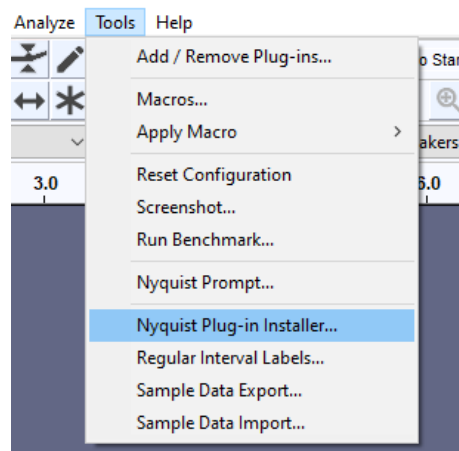 Analyze Tools Help
Add / Remove Plug-ins...
o Star
Macros...
Apply Macro >
akers
Reset Configuration
3.0
6.0
Screenshot...
Run Benchmark...
Nyquist Prompt...
Nyquist Plug-in Installer...
Regular Interval Labels...
Sample Data Export...
Sample Data Import...